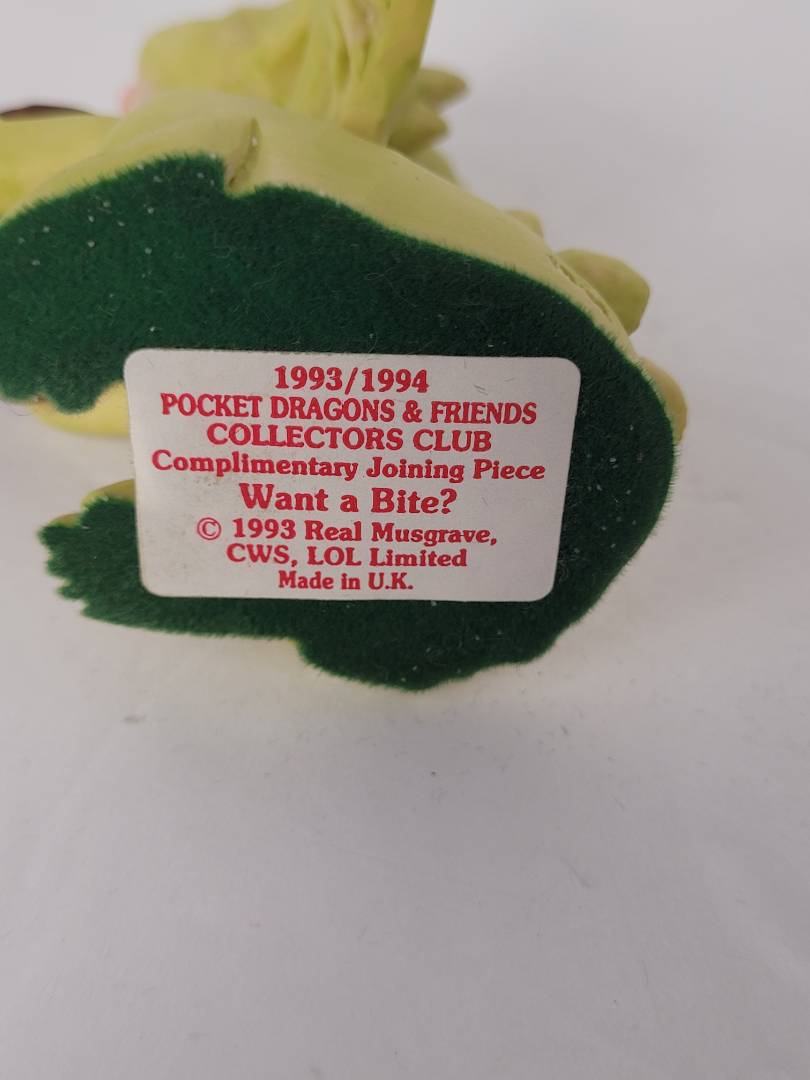 1993/1994
POCKET DRAGONS & FRIENDS
COLLECTORS CLUB
Complimentary Joining Piece
Want a Bite?
© 1993 Real Musgrave,
CWS, LOL Limited
Made in U.K.